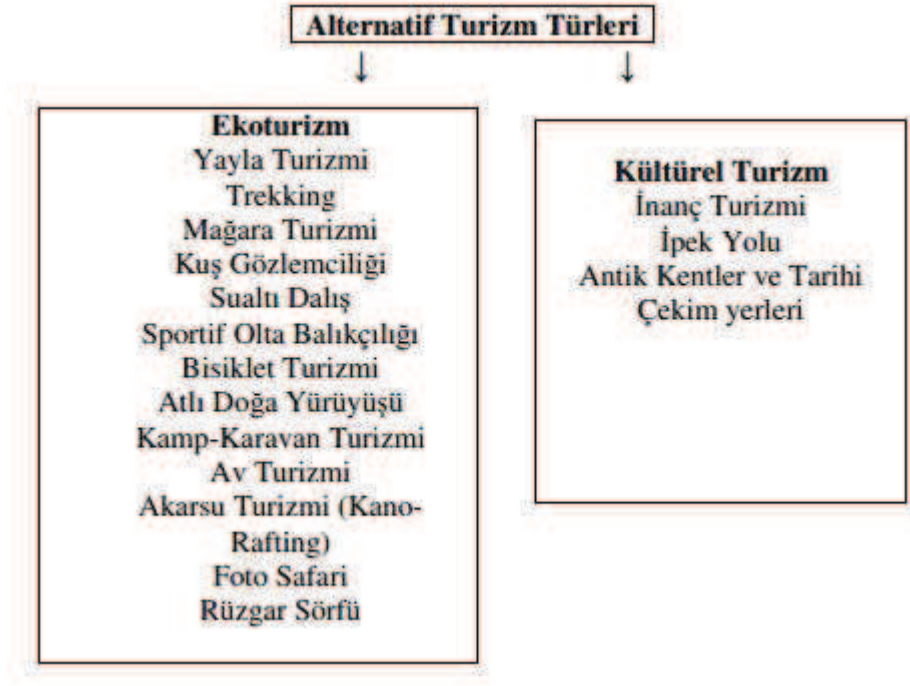 Alternatif Turizm Türleri
↓ ↓
Ekoturizm
Yayla Turizmi
Trekking
Mağara Turizmi
Kuş Gözlemciliği
Sualtı Dalış
Sportif Olta Balıkçılığı
Bisiklet Turizmi
Atlı Doğa Yürüyüşü
Kamp-Karavan Turizmi
Av Turizmi
Akarsu Turizmi (Kano-
Rafting)
Foto Safari
Rüzgar Sörfü
Kültürel Turizm
İnanç Turizmi
İpek Yolu
Antik Kentler ve Tarihi
Çekim yerleri